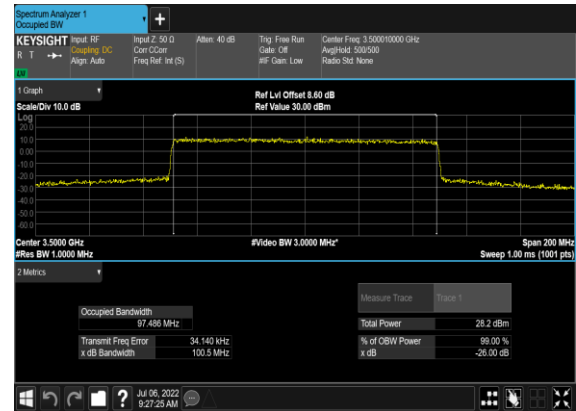 Spectrum Analyzer 1
Occupied BW
KEYSIGHT Input: RF Input Z: 50 Ω Atten: 40 dB Trig: Free Run Center Freq: 3.500010000 GHz
R T Coupling: DC Corr CCorr Gate: Off Avg|Hold: 500/500
Align: Auto Freq Ref: Int (S) #IF Gain: Low Radio Std: None
1 Graph Ref Lvl Offset 8.60 dB
Scale/Div 10.0 dB Ref Value 30.00 dBm
Log
20.0
10.0
0.00
-10.0
-20.0
-30.0
-40.0
-50.0
-60.0
Center 3.5000 GHz #Video BW 3.0000 MHz* Span 200 MHz
#Res BW 1.0000 MHz Sweep 1.00 ms (1001 pts)
2 Metrics
Measure Trace Trace 1
Occupied Bandwidth
97.486 MHz Total Power 28.2 dBm
Transmit Freq Error 34.140 kHz % of OBW Power 99.00 %
x dB Bandwidth 100.5 MHz x dB -26.00 dB
? Jul 06, 2022
9:27:25 AM